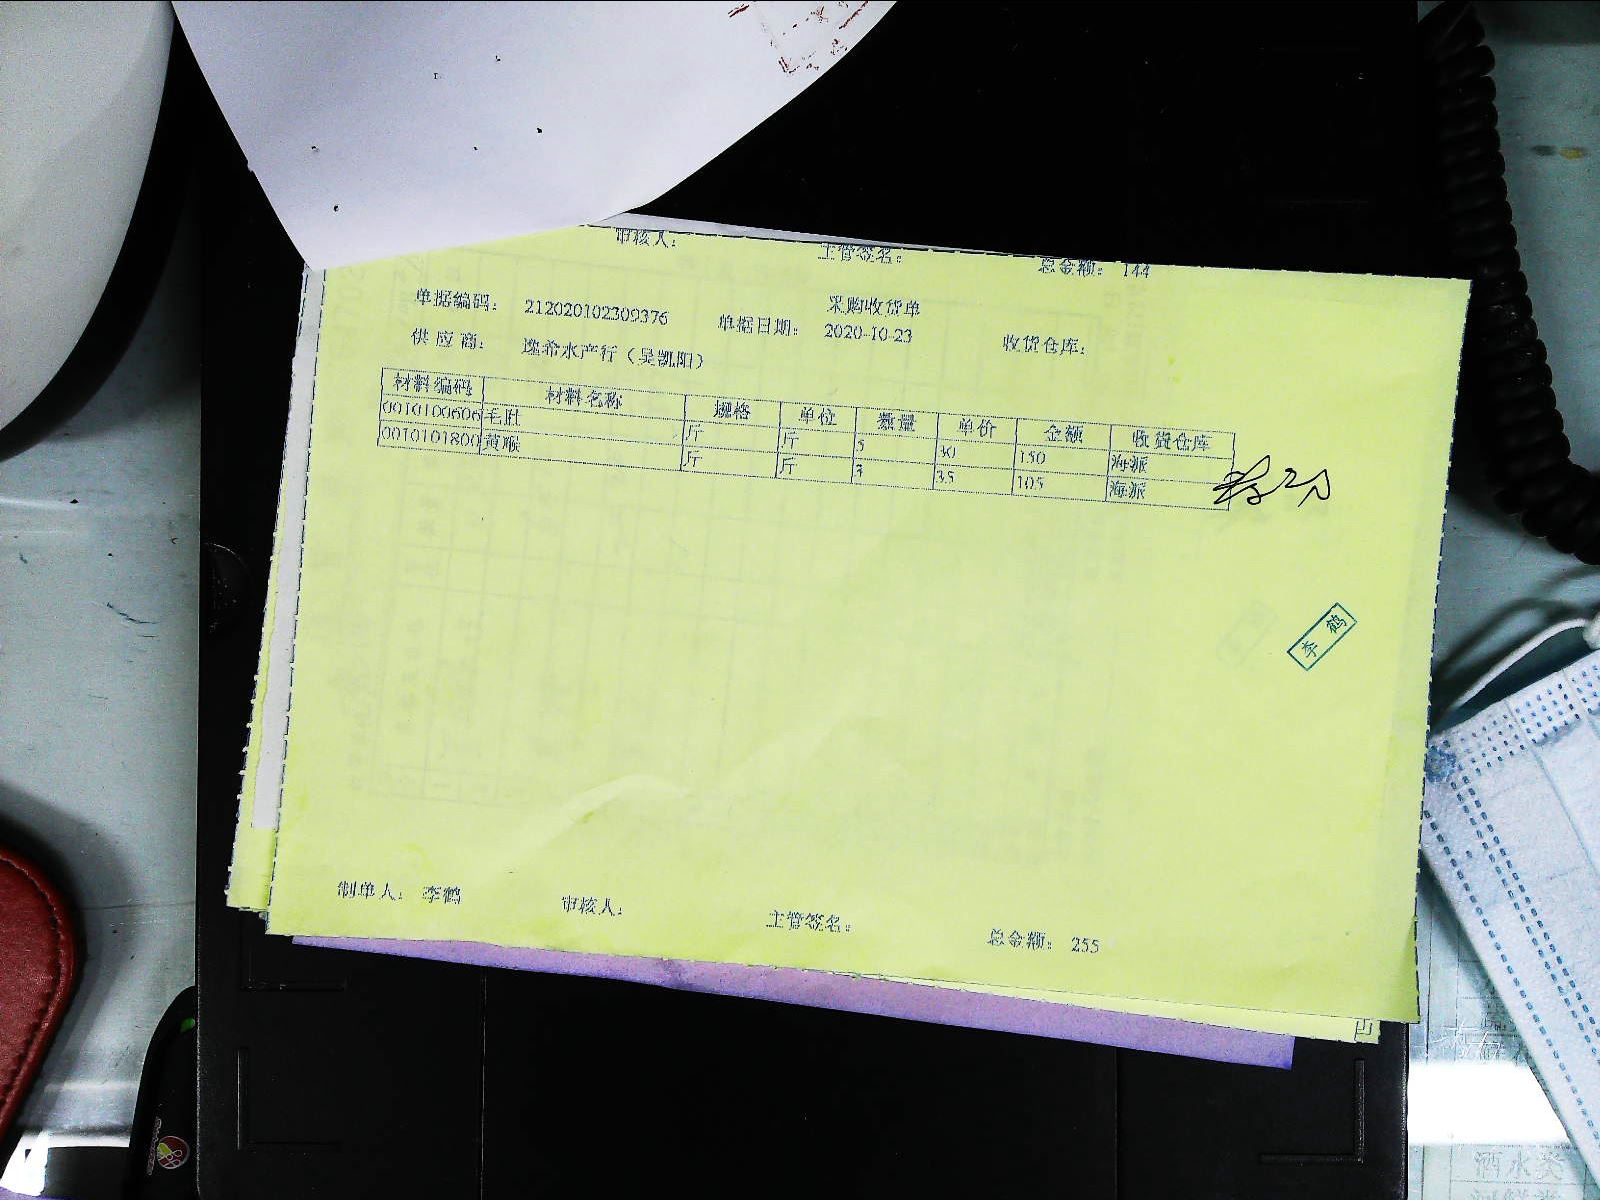 审核人: 主管签名: 总金额: 144
采购收货单
单据编码: 212020102309376 单据日期: 2020-10-23 收货仓库:
供应商: 逸希水产行（吴凯阳）
材料编码 材料名称 规格 单位 数量 单价 金额 收货仓库
0010100606 毛肚 斤 斤 5 30 150 海派
0010101800 黄喉 斤 斤 3 35 105 海派
李鹤
制单人: 李鹤 审核人: 主管签名: 总金额: 255